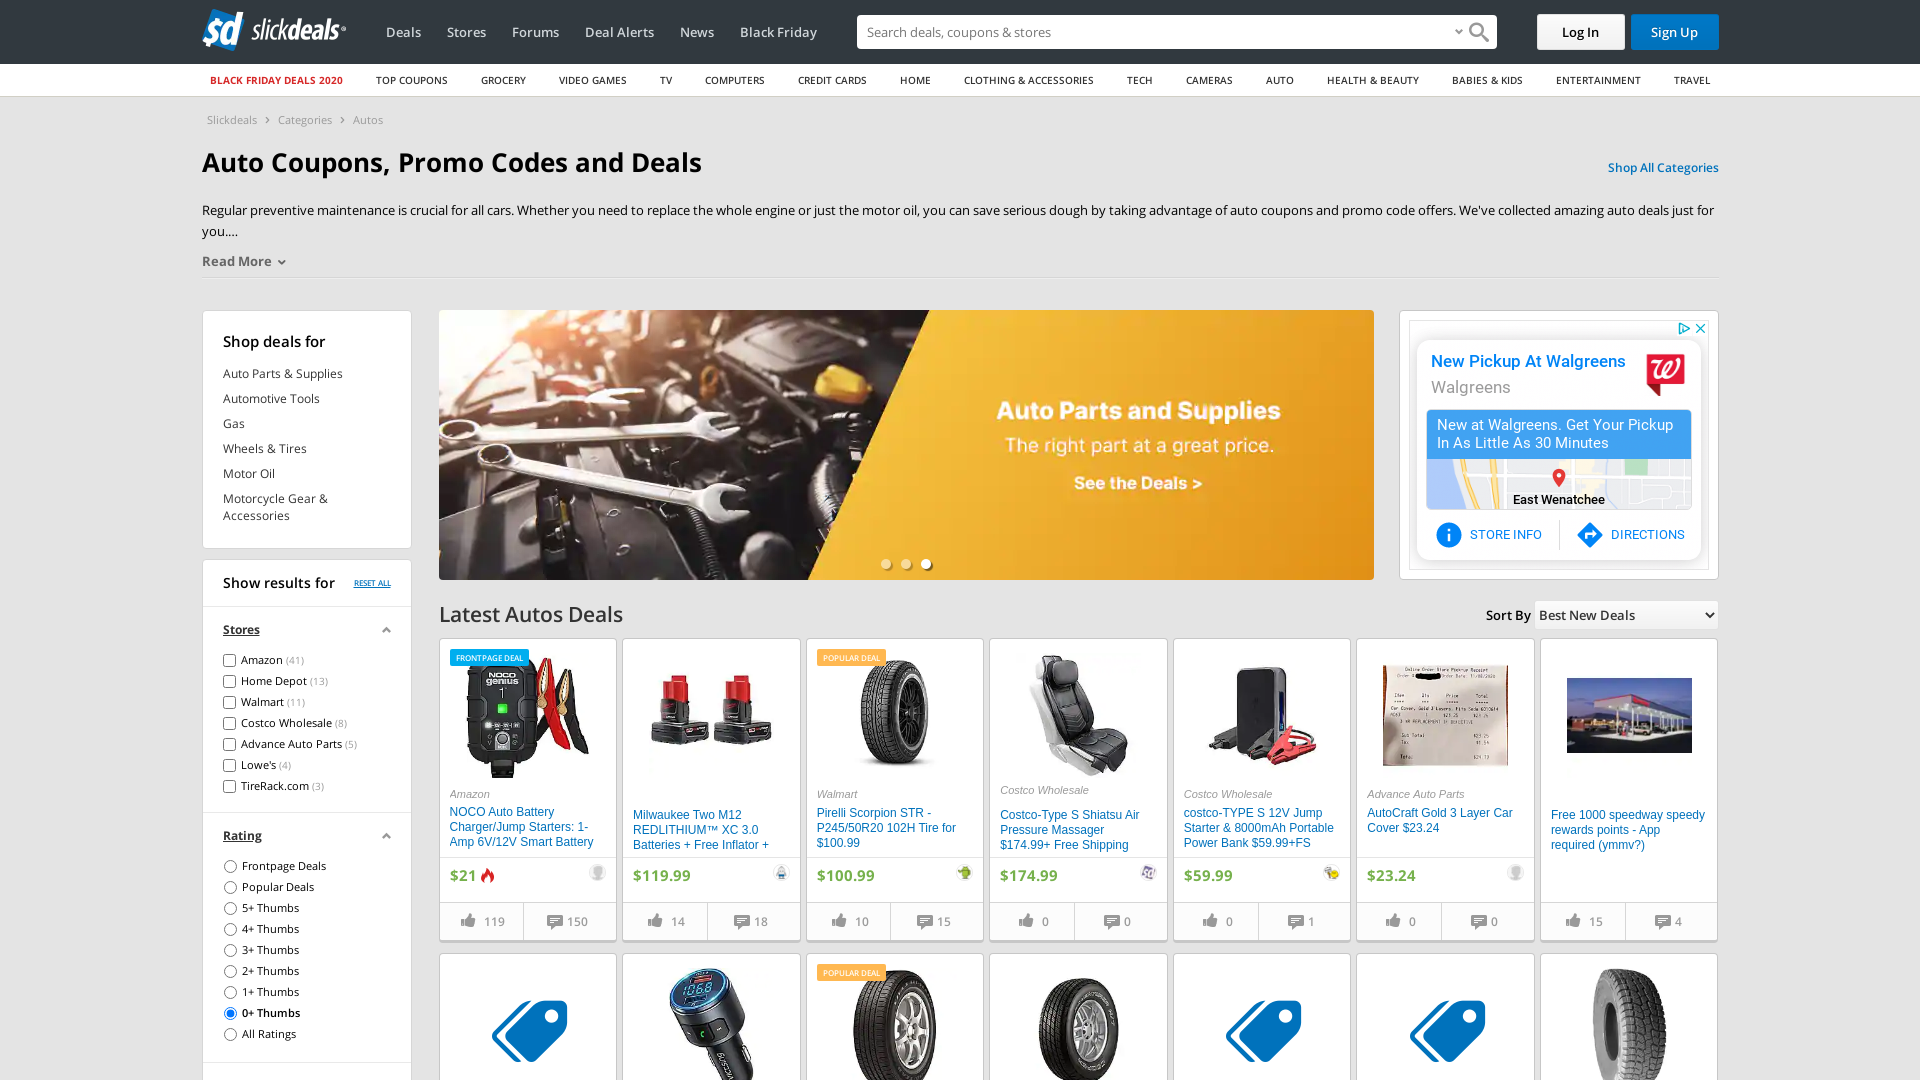 slickdeals
Deals
Stores
Forums
Deal Alerts
News
Black Friday
Search deals, coupons & stores
Log In
Sign Up
BLACK FRIDAY DEALS 2020
TOP COUPONS
GROCERY
VIDEO GAMES
TV
COMPUTERS
CREDIT CARDS
HOME
CLOTHING & ACCESSORIES
TECH
CAMERAS
AUTO
HEALTH & BEAUTY
BABIES & KIDS
ENTERTAINMENT
TRAVEL
Slickdeals > Categories > Autos
Auto Coupons, Promo Codes and Deals
Shop All Categories
Regular preventive maintenance is crucial for all cars. Whether you need to replace the whole engine or just the motor oil, you can save serious dough by taking advantage of auto coupons and promo code offers. We've collected amazing auto deals just for
you....
Read More
Shop deals for
Auto Parts & Supplies
Automotive Tools
Gas
Wheels & Tires
Motor Oil
Motorcycle Gear &
Accessories
Show results for
RESET ALL
Stores
Amazon (41)
Home Depot (13)
Walmart (11)
Costco Wholesale (8)
Advance Auto Parts (5)
Lowe's (4)
TireRack.com (3)
Rating
Frontpage Deals
Popular Deals
5+ Thumbs
4+ Thumbs
3+ Thumbs
2+ Thumbs
1+ Thumbs
0+ Thumbs
All Ratings
Auto Parts and Supplies
The right part at a great price.
See the Deals >
New Pickup At Walgreens
Walgreens
New at Walgreens. Get Your Pickup
In As Little As 30 Minutes
East Wenatchee
STORE INFO
DIRECTIONS
Latest Autos Deals
Sort By
Best New Deals
FRONTPAGE DEAL
NOCO
genius
Amazon
NOCO Auto Battery
Charger/Jump Starters: 1-
Amp 6V/12V Smart Battery
$21
119
150
Milwaukee Two M12
REDLITHIUM™ XC 3.0
Batteries + Free Inflator +
$119.99
14
18
POPULAR DEAL
Walmart
Pirelli Scorpion STR -
P245/50R20 102H Tire for
$100.99
$100.99
10
15
Costco Wholesale
Costco-Type S Shiatsu Air
Pressure Massager
$174.99+ Free Shipping
$174.99
0
0
Costco Wholesale
costco-TYPE S 12V Jump
Starter & 8000mAh Portable
Power Bank $59.99+FS
$59.99
0
1
Advance Auto Parts
AutoCraft Gold 3 Layer Car
Cover $23.24
$23.24
0
0
Free 1000 speedway speedy
rewards points - App
required (ymmv?)
15
4
106.8
POPULAR DEAL